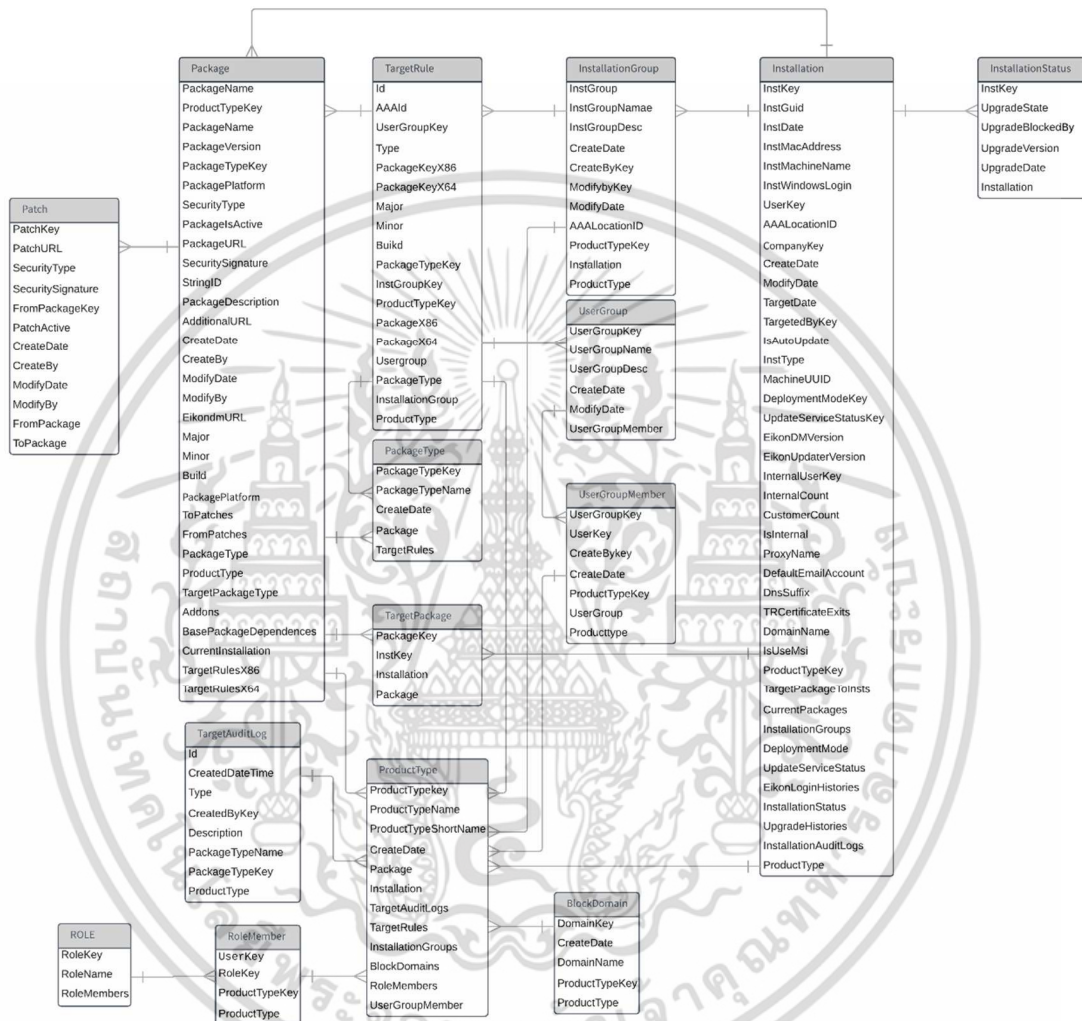 Package
PackageName
ProductTypeKey
PackageName
PackageVersion
PackageTypeKey
PackagePlatform
SecurityType
PackageIsActive
PackageURL
SecuritySignature
StringID
PackageDescription
AdditionalURL
CreateDate
CreateBy
ModifyDate
ModifyBy
EikondmURL
Major
Minor
Build
PackagePlatform
ToPatches
FromPatches
PackageType
ProductType
TargetPackageType
Addons
BasePackageDependences
CurrentInstallation
TargetRulesX86
TargetRulesX64
TargetRule
Id
AAAId
UserGroupKey
Type
PackageKeyX86
PackageKeyX64
Major
Minor
Buikd
PackageTypeKey
InstGroupKey
ProductTypeKey
PackageX86
PackageX64
Usergroup
PackageType
InstallationGroup
ProductType
InstallationGroup
InstGroup
InstGroupNamae
InstGroupDesc
CreateDate
CreateByKey
ModifybyKey
ModifyDate
AAALocationID
ProductTypeKey
Installation
ProductType
Installation
InstKey
InstGuid
InstDate
InstMacAddress
InstMachineName
InstWindowsLogin
UserKey
AAALocationID
CompanyKey
CreateDate
ModifyDate
TargetDate
TargetedByKey
IsAutoUpdate
InstType
MachineUUID
DeploymentModeKey
UpdateServiceStatusKey
EikonDMVersion
EikonUpdaterVersion
InternalUserKey
InternalCount
CustomerCount
IsInternal
ProxyName
DefaultEmailAccount
DnsSuffix
TRCertificateExits
DomainName
IsUseMsi
ProductTypeKey
TargetPackageToInsts
CurrentPackages
InstallationGroups
DeploymentMode
UpdateServiceStatus
EikonLoginHistories
InstallationStatus
UpgradeHistories
InstallationAuditLogs
ProductType
InstallationStatus
InstKey
UpgradeState
UpgradeBlockedBy
UpgradeVersion
UpgradeDate
Installation
Patch
PatchKey
PatchURL
SecurityType
SecuritySignature
FromPackageKey
PatchActive
CreateDate
CreateBy
ModifyDate
ModifyBy
FromPackage
ToPackage
UserGroup
UserGroupKey
UserGroupName
UserGroupDesc
CreateDate
ModifyDate
UserGroupMember
PackageType
PackageTypeKey
PackageTypeName
CreateDate
Package
TargetRules
UserGroupMember
UserGroupKey
UserKey
CreateBykey
CreateDate
ProductTypeKey
UserGroup
Producttype
TargetPackage
PackageKey
InstKey
Installation
Package
TargetAuditLog
Id
CreatedDateTime
Type
CreatedByKey
Description
PackageTypeName
PackageTypeKey
ProductType
ProductType
ProductTypekey
ProductTypeName
ProductTypeShortName
CreateDate
Package
Installation
TargetAuditLogs
TargetRules
InstallationGroups
BlockDomains
RoleMembers
UserGroupMember
BlockDomain
DomainKey
CreateDate
DomainName
ProductTypeKey
ProductType
ROLE
RoleKey
RoleName
RoleMembers
RoleMember
UserKey
RoleKey
ProductTypeKey
ProductType